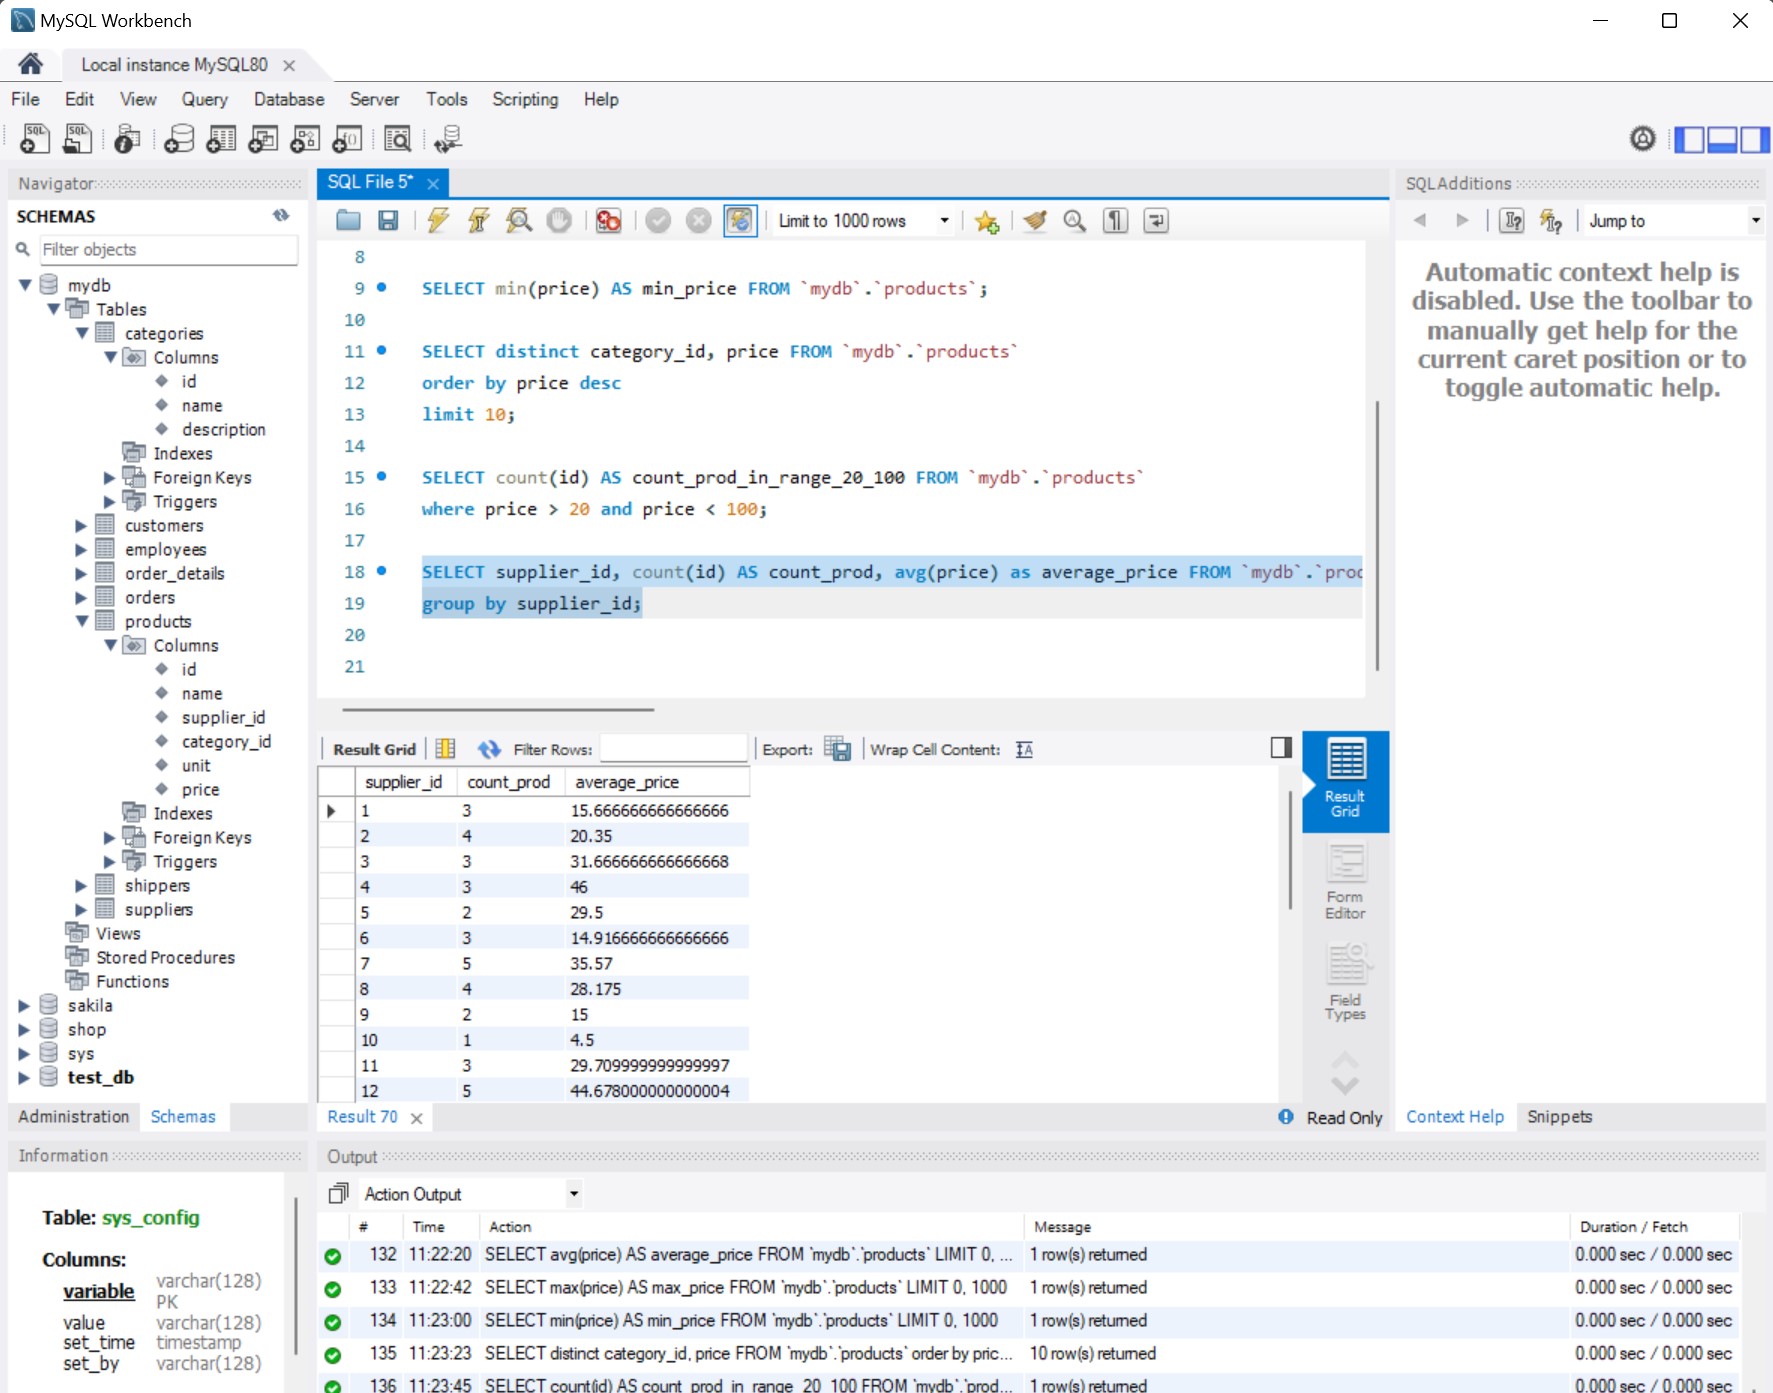 MySQL Workbench
Local instance MySQL80
File Edit View Query Database Server Tools Scripting Help
Navigator
SCHEMAS
Filter objects
mydb
Tables
categories
Columns
id
name
description
Indexes
Foreign Keys
Triggers
customers
employees
order_details
orders
products
Columns
id
name
supplier_id
category_id
unit
price
Indexes
Foreign Keys
Triggers
shippers
suppliers
Views
Stored Procedures
Functions
sakila
shop
sys
test_db
Administration Schemas
Information
Table: sys_config
Columns:
variable varchar(128)
PK
value varchar(128)
set_time timestamp
set_by varchar(128)
SQL File 5*
Limit to 1000 rows
8
9 SELECT min(price) AS min_price FROM `mydb`.`products`;
10
11 SELECT distinct category_id, price FROM `mydb`.`products`
12 order by price desc
13 limit 10;
14
15 SELECT count(id) AS count_prod_in_range_20_100 FROM `mydb`.`products`
16 where price > 20 and price < 100;
17
18 SELECT supplier_id, count(id) AS count_prod, avg(price) as average_price FROM `mydb`.`prod
19 group by supplier_id;
20
21
Result Grid Filter Rows: Export: Wrap Cell Content:
supplier_id count_prod average_price
1 3 15.666666666666666
2 4 20.35
3 3 31.666666666666668
4 3 46
5 2 29.5
6 3 14.916666666666666
7 5 35.57
8 4 28.175
9 2 15
10 1 4.5
11 3 29.709999999999997
12 5 44.678000000000004
Result
Grid
Form
Editor
Field
Types
Result 70
Read Only
SQLAdditions
Jump to
Automatic context help is
disabled. Use the toolbar to
manually get help for the
current caret position or to
toggle automatic help.
Context Help Snippets
Output
Action Output
# Time Action Message Duration / Fetch
132 11:22:20 SELECT avg(price) AS average_price FROM `mydb`.`products` LIMIT 0, ... 1 row(s) returned 0.000 sec / 0.000 sec
133 11:22:42 SELECT max(price) AS max_price FROM `mydb`.`products` LIMIT 0, 1000 1 row(s) returned 0.000 sec / 0.000 sec
134 11:23:00 SELECT min(price) AS min_price FROM `mydb`.`products` LIMIT 0, 1000 1 row(s) returned 0.000 sec / 0.000 sec
135 11:23:23 SELECT distinct category_id, price FROM `mydb`.`products` order by pric... 10 row(s) returned 0.000 sec / 0.000 sec
136 11:23:45 SELECT count(id) AS count_prod_in_range_20_100 FROM `mydb`.`prod... 1 row(s) returned 0.000 sec / 0.000 sec